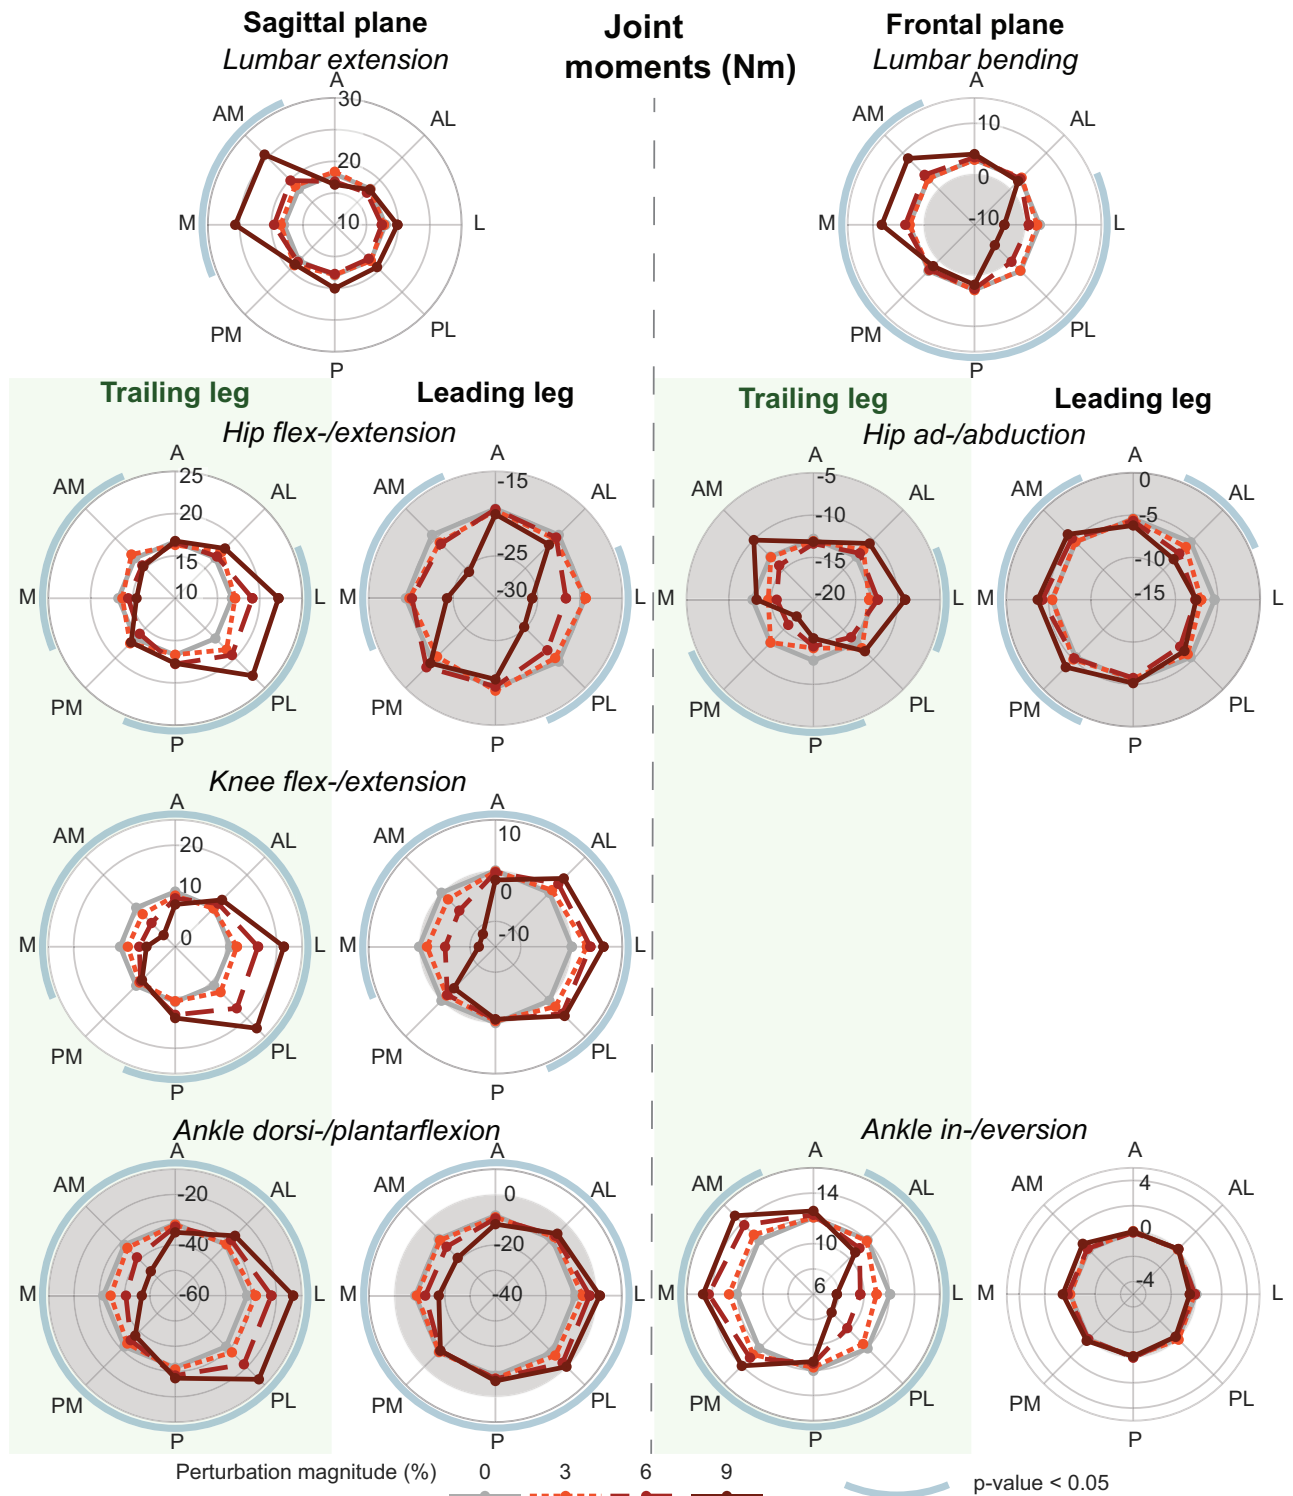 Sagittal plane
Lumbar extension
Joint
moments (Nm)
Frontal plane
Lumbar bending
A
30
AM
AL
20
M
10
L
PM
PL
P
A
10
AM
AL
0
M
-10
L
PM
PL
P
Trailing leg
Leading leg
Hip flex-/extension
Trailing leg
Leading leg
Hip ad-/abduction
A
25
AM
AL
20
15
M
10
L
PM
PL
P
A
-15
AM
AL
-25
M
-30
L
PM
PL
P
A
-5
AM
AL
-10
-15
M
-20
L
PM
PL
P
A
0
AM
AL
-5
-10
M
-15
L
PM
PL
P
Knee flex-/extension
A
20
AM
AL
10
M
0
L
PM
PL
P
A
10
AM
AL
0
M
-10
L
PM
PL
P
Ankle dorsi-/plantarflexion
Ankle in-/eversion
A
-20
AM
AL
-40
M
-60
L
PM
PL
P
A
0
AM
AL
-20
M
-40
L
PM
PL
P
A
14
AM
AL
10
M
6
L
PM
PL
P
A
4
AM
AL
0
M
-4
L
PM
PL
P
Perturbation magnitude (%) 0 3 6 9
p-value < 0.05